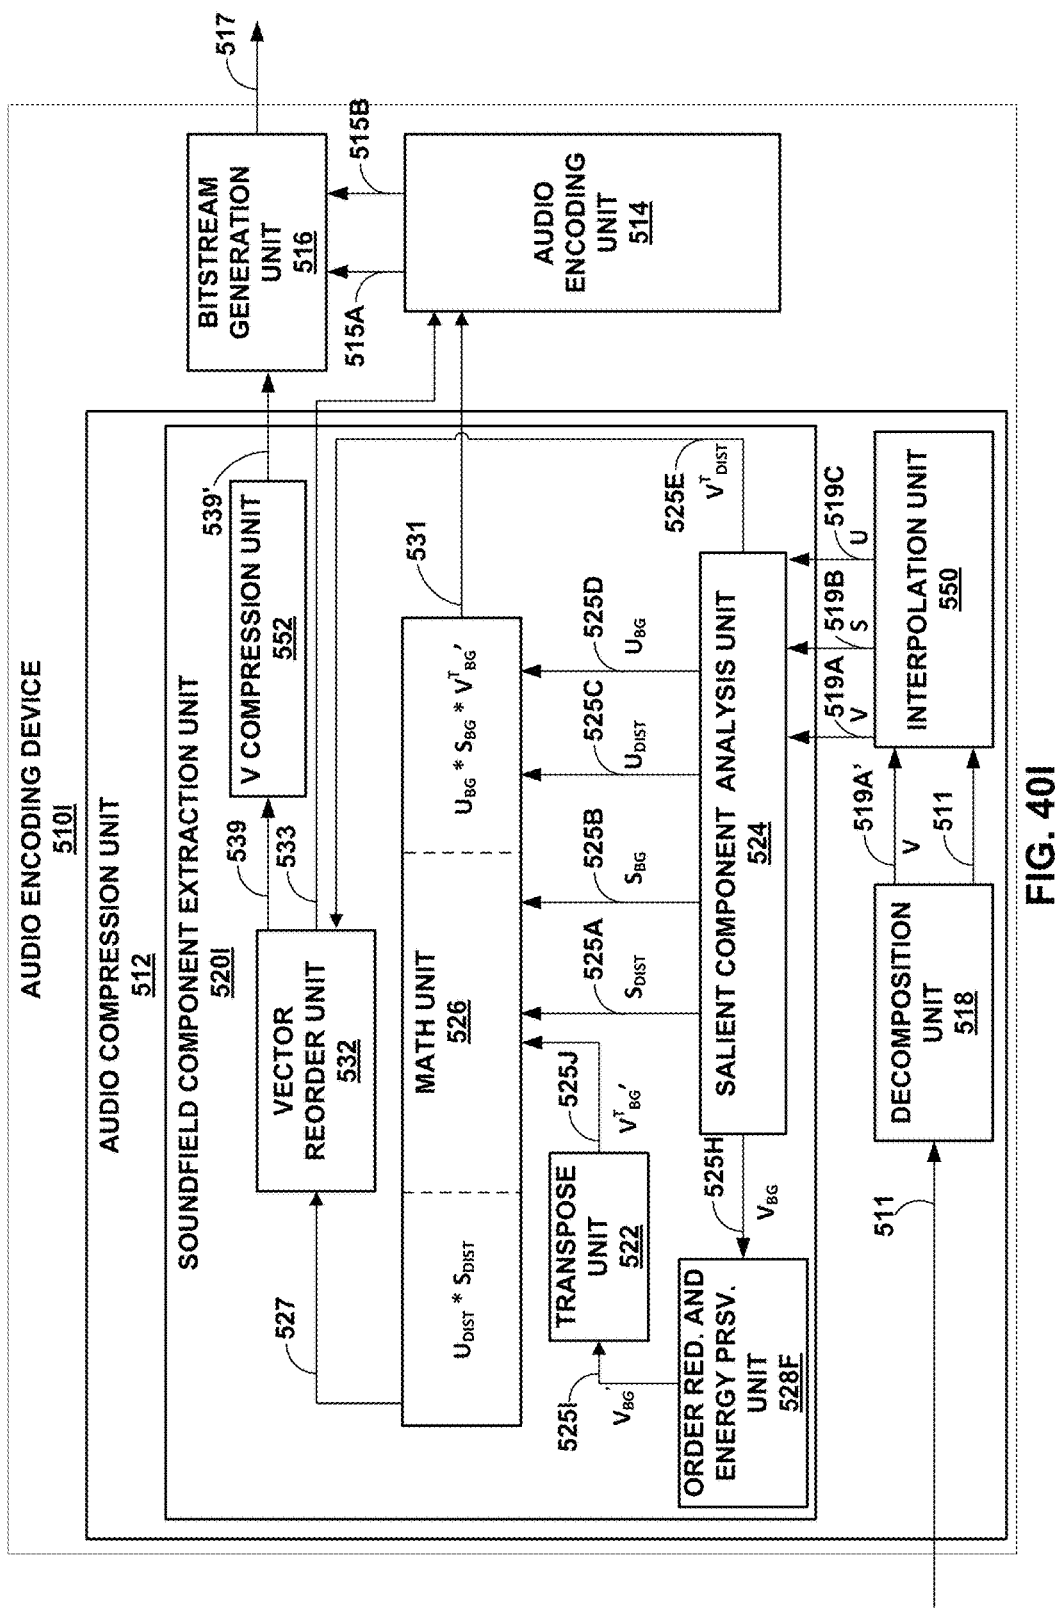 AUDIO ENCODING DEVICE
510I
AUDIO COMPRESSION UNIT
512
SOUNDFIELD COMPONENT EXTRACTION UNIT
520I
VECTOR
REORDER UNIT
532
539
533
V COMPRESSION UNIT
552
539'
BITSTREAM
GENERATION
UNIT
516
517
515A
515B
AUDIO
ENCODING
UNIT
514
527
U_DIST * S_DIST
MATH UNIT
526
U_BG * S_BG * V^T_BG'
531
TRANSPOSE
UNIT
522
525I
V_BG'
525J
V^T_BG'
525A
S_DIST
525B
S_BG
525C
U_DIST
525D
U_BG
525E
V^T_DIST
ORDER RED. AND
ENERGY PRSV.
UNIT
528F
525H
V_BG
SALIENT COMPONENT ANALYSIS UNIT
524
519A
V
519B
S
519C
U
511
DECOMPOSITION
UNIT
518
519A'
V
511
INTERPOLATION UNIT
550
FIG. 40I